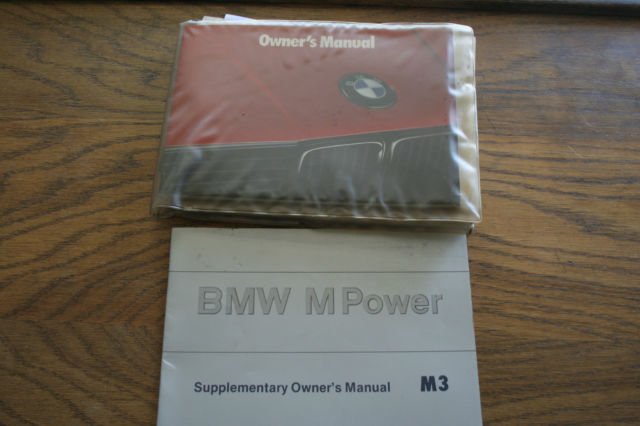 Owner's Manual
BMW M Power
Supplementary Owner's Manual M3